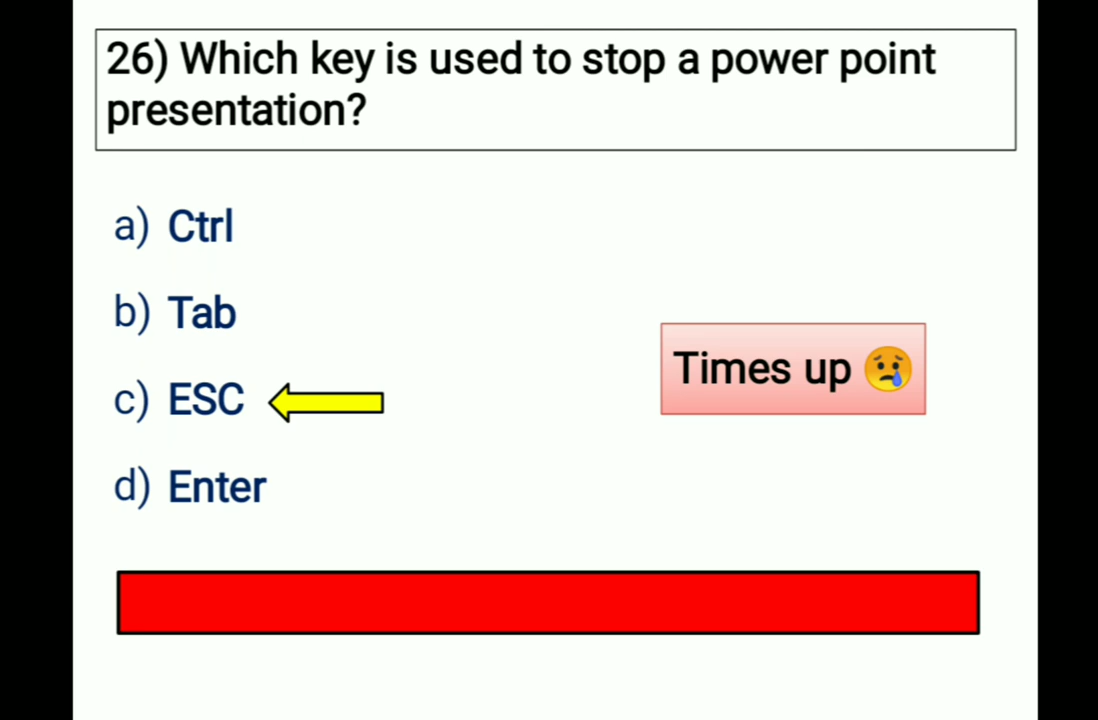 26) Which key is used to stop a power point
presentation?
a) Ctrl
b) Tab
c) ESC
Times up 😢
d) Enter